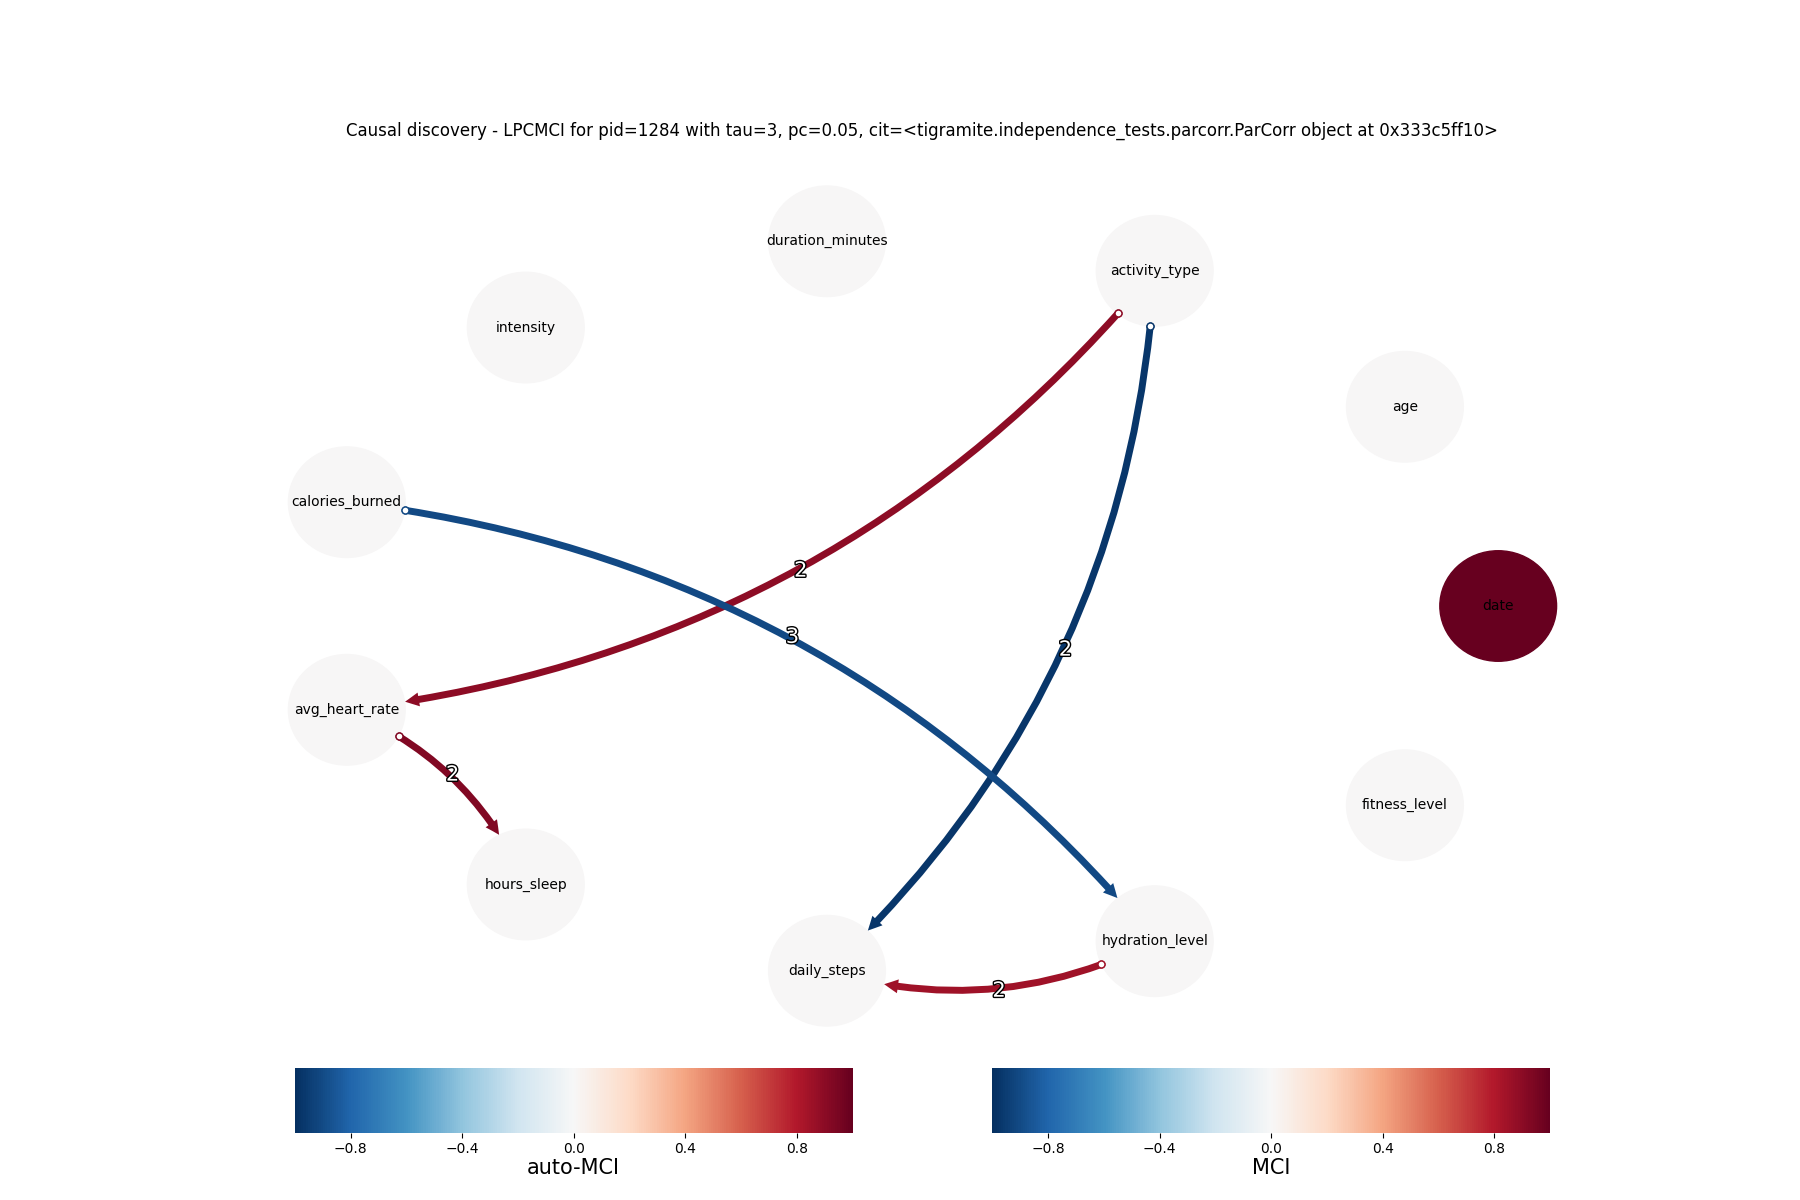 Causal discovery - LPCMCI for pid=1284 with tau=3, pc=0.05, cit=<tigramite.independence_tests.parcorr.ParCorr object at 0x333c5ff10>
duration_minutes
activity_type
intensity
age
calories_burned
2
date
3
2
avg_heart_rate
2
fitness_level
hours_sleep
hydration_level
daily_steps
2
−0.8 −0.4 0.0 0.4 0.8
auto-MCI
−0.8 −0.4 0.0 0.4 0.8
MCI